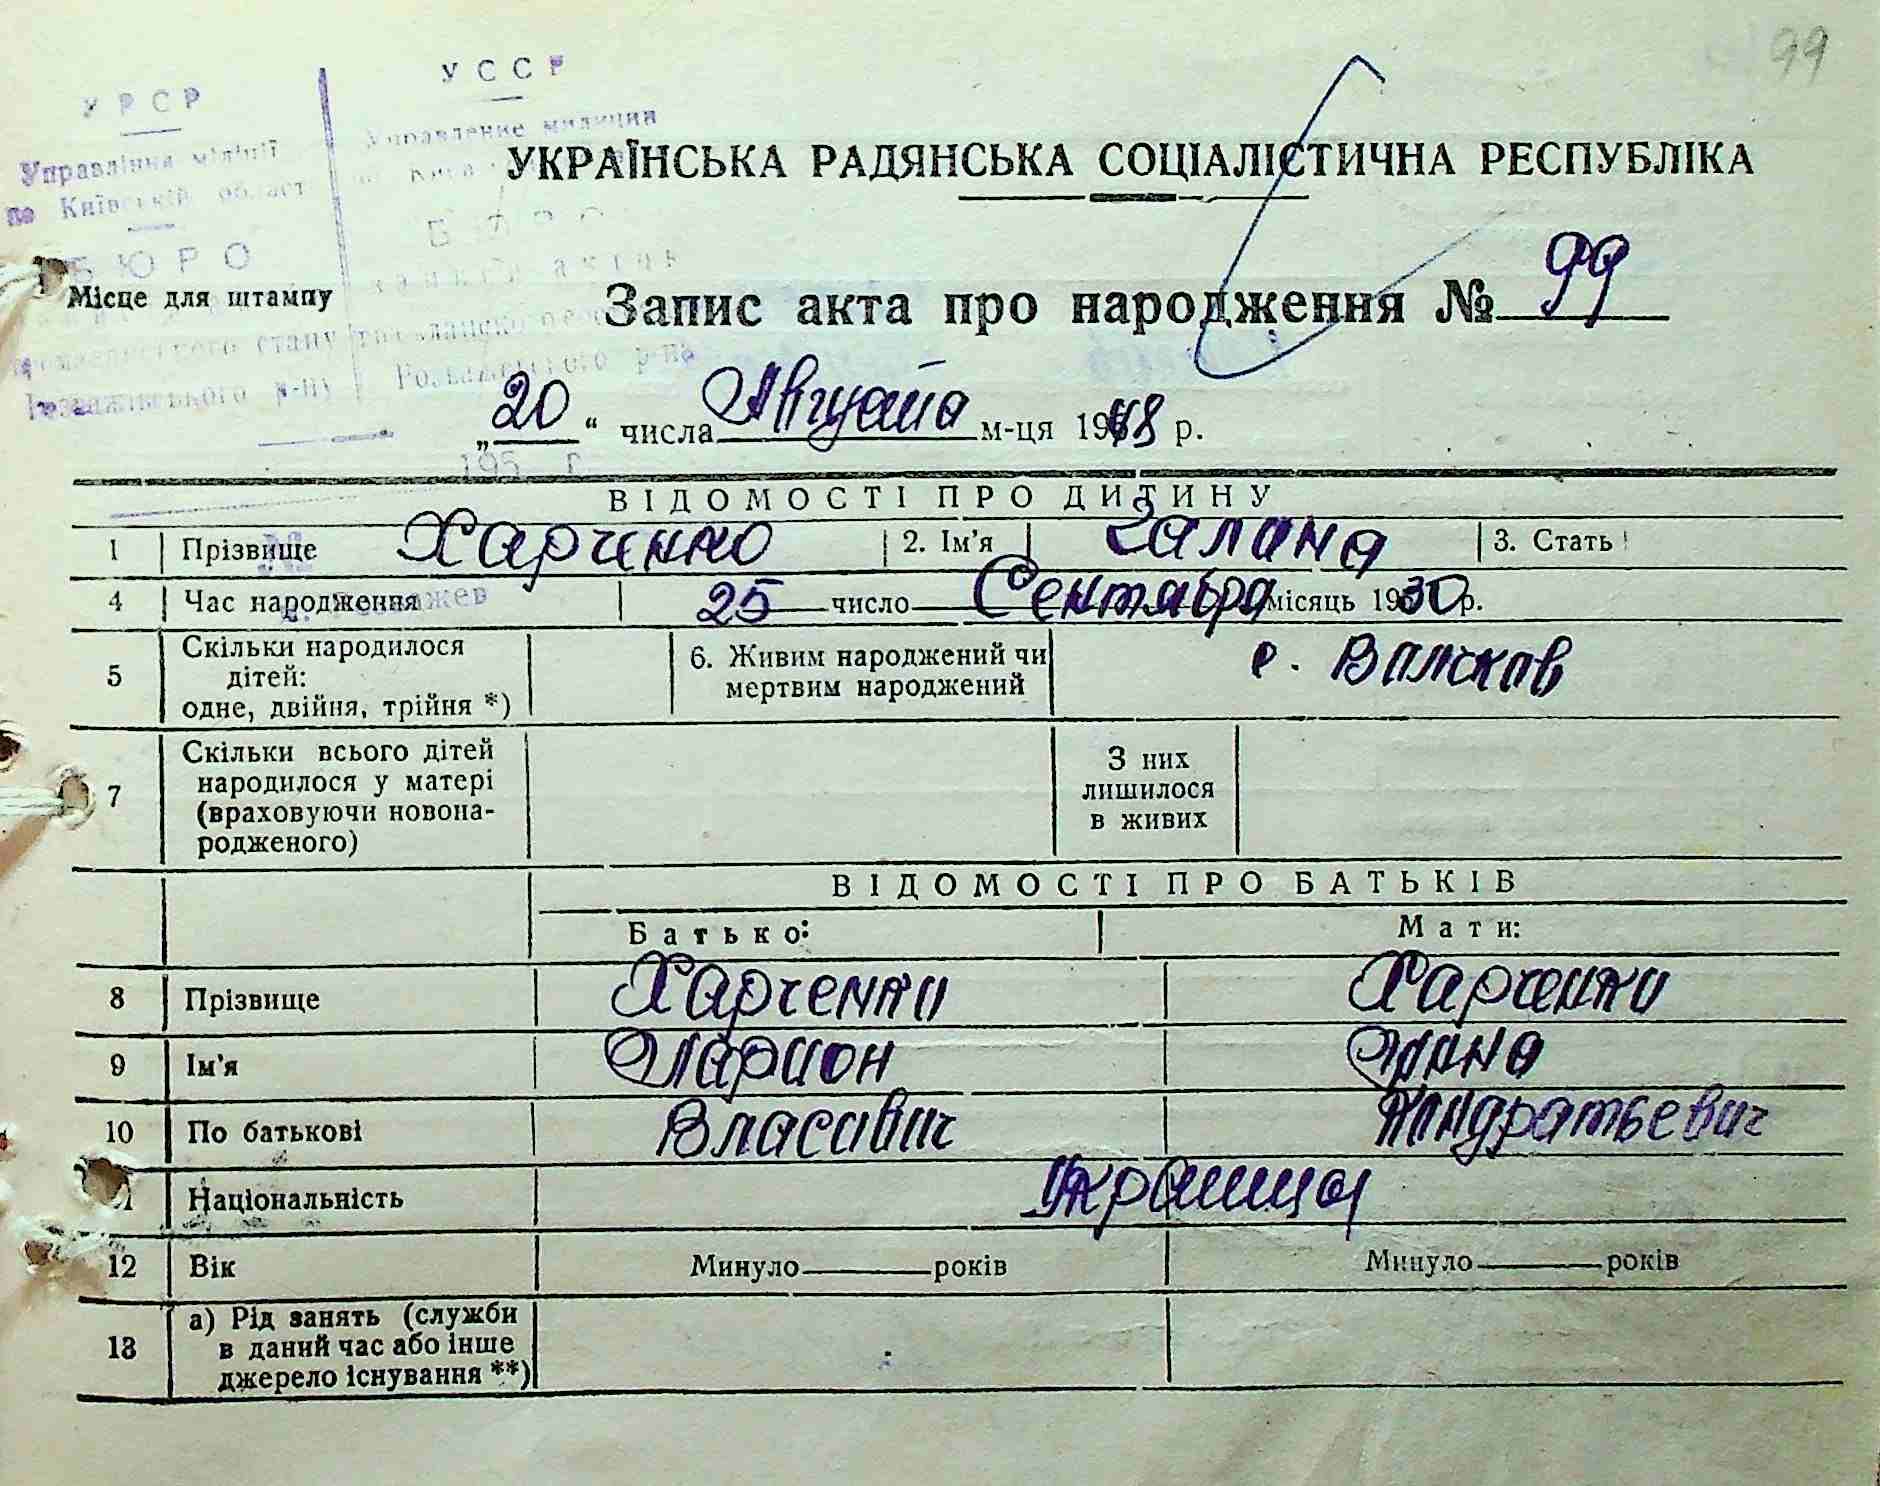 99
УРСР
Управління міліції
по Київській област
БЮРО
УССР
Управление милиции
УКРАЇНСЬКА РАДЯНСЬКА СОЦІАЛІСТИЧНА РЕСПУБЛІКА
Місце для штампу
Запис акта про народження № 99
„20“ числа Августа м-ця 1948 р.
195 г.
ВІДОМОСТІ ПРО ДИТИНУ
1 Прізвище Харченко 2. Ім'я Галина 3. Стать
4 Час народження 25 число Сентября місяць 1930 р.
5 Скільки народилося дітей: одне, двійня, трійня *) 6. Живим народжений чи мертвим народжений с.
7 Скільки всього дітей народилося у матері (враховуючи новонародженого) З них лишилося в живих
ВІДОМОСТІ ПРО БАТЬКІВ
Батько: Мати:
8 Прізвище Харченко Харченко
9 Ім'я Ларион
10 По батькові Власович Кондратьевич
11 Національність Украинцы
12 Вік Минуло років Минуло років
13 а) Рід занять (служби
в даний час або інше
джерело існування **)